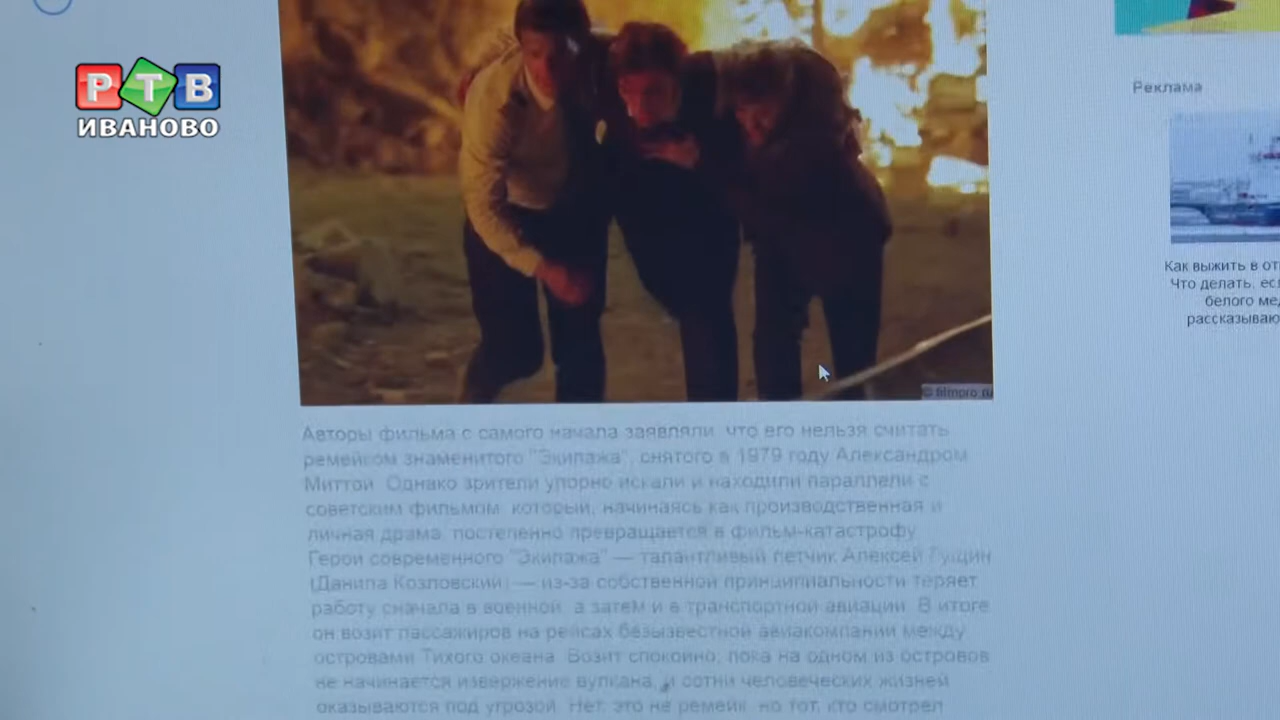 РТВ
ИВАНОВО
Реклама
Как выжить в от
Что делать, есл
белого мед
рассказываю
© filmpro.ru
Авторы фильма с самого начала заявляли, что его нельзя считать
ремейком знаменитого "Экипажа", снятого в 1979 году Александром
Миттой. Однако зрители упорно искали и находили параллели с
советским фильмом, который, начинаясь как производственная и
личная драма, постепенно превращается в фильм-катастрофу.
Герои современного "Экипажа" — талантливый летчик Алексей Гущин
(Данила Козловский) — из-за собственной принципиальности теряет
работу сначала в военной, а затем и в транспортной авиации. В итоге
он возит пассажиров на рейсах безызвестной авиакомпании между
островами Тихого океана. Возит спокойно, пока на одном из островов
не начинается извержение вулкана, и сотни человеческих жизней
оказываются под угрозой. Нет, это не ремейк, но тот, кто смотрел